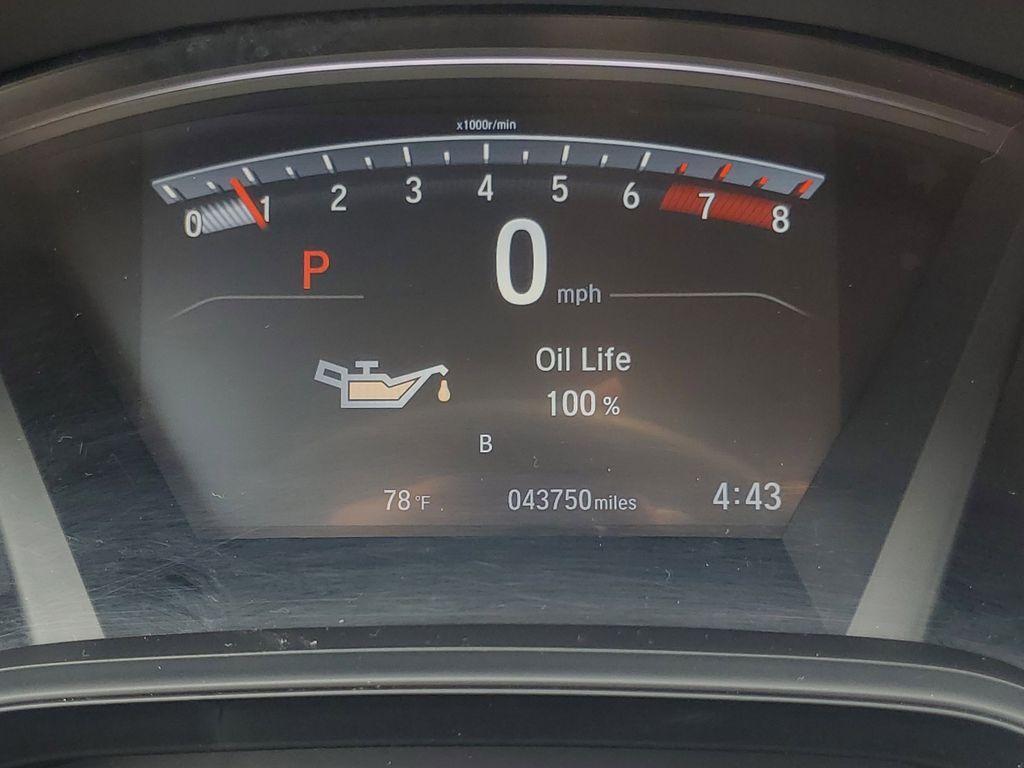 x1000r/min
0 1 2 3 4 5 6 7 8
P
0 mph
Oil Life
100 %
B
78 °F
043750 miles
4:43